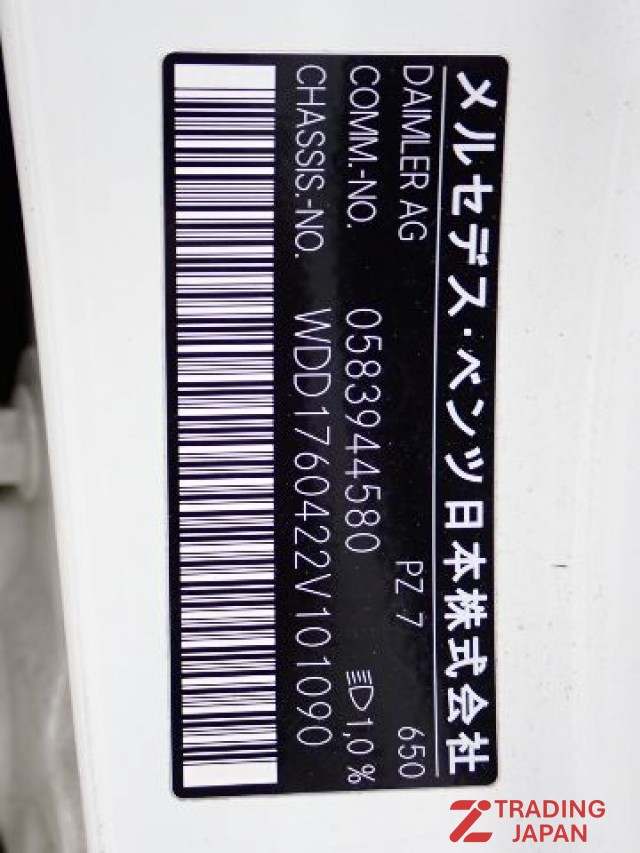 メルセデス・ベンツ日本株式会社
DAIMLER AG PZ 7 650
COMM.-NO. 0583944580 1,0 %
CHASSIS.-NO. WDD1760422V101090
TRADING
JAPAN